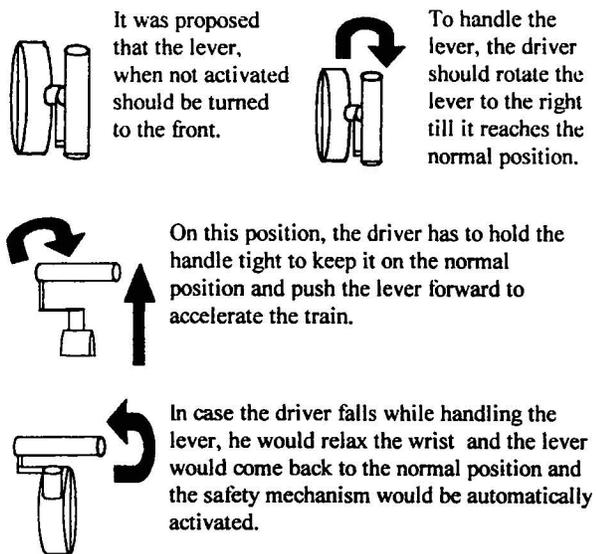 It was proposed
that the lever,
when not activated
should be turned
to the front.
To handle the
lever, the driver
should rotate the
lever to the right
till it reaches the
normal position.
On this position, the driver has to hold the
handle tight to keep it on the normal
position and push the lever forward to
accelerate the train.
In case the driver falls while handling the
lever, he would relax the wrist and the lever
would come back to the normal position and
the safety mechanism would be automatically
activated.